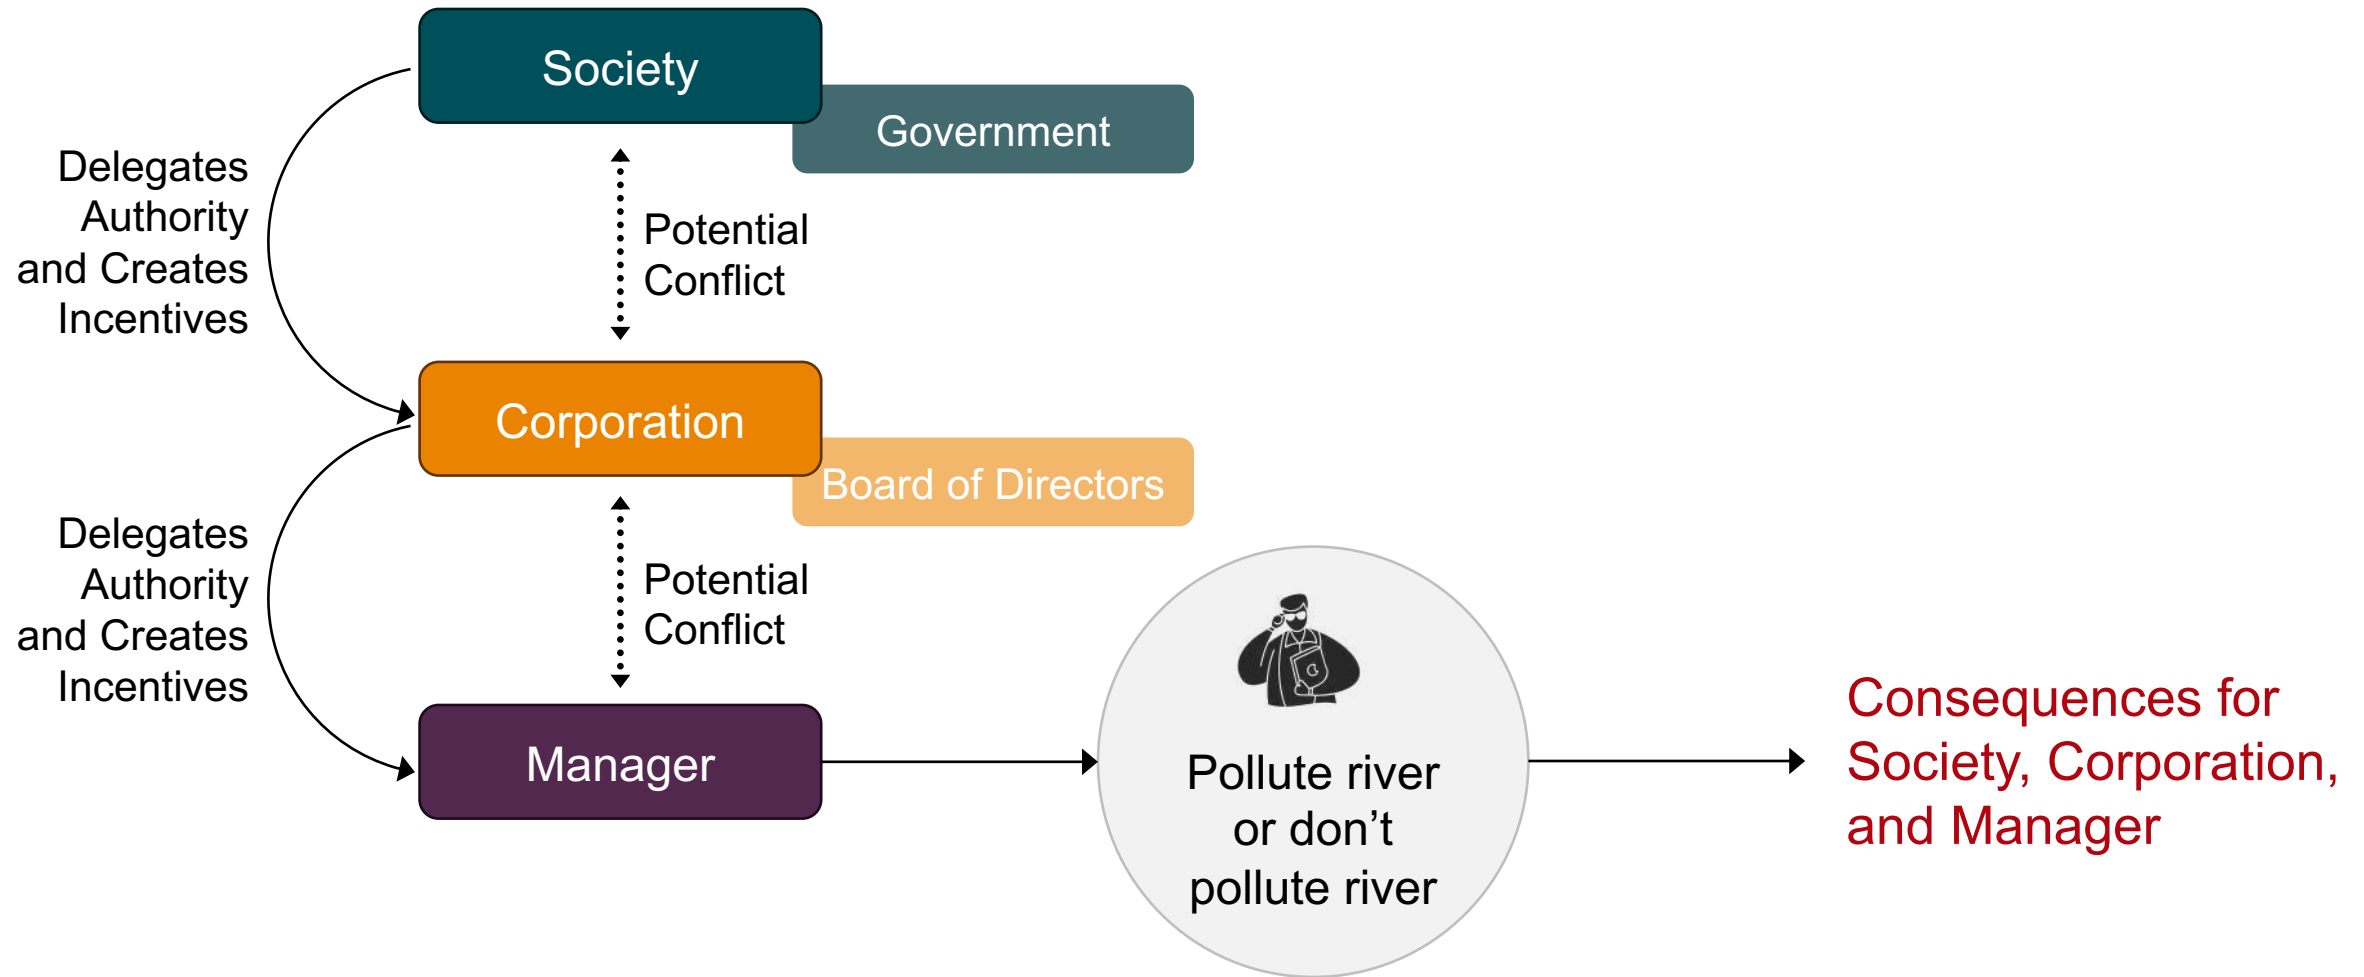 Society
Government
Delegates
Authority
and Creates
Incentives
Potential
Conflict
Corporation
Board of Directors
Delegates
Authority
and Creates
Incentives
Potential
Conflict
Manager
Pollute river
or don’t
pollute river
Consequences for
Society, Corporation,
and Manager